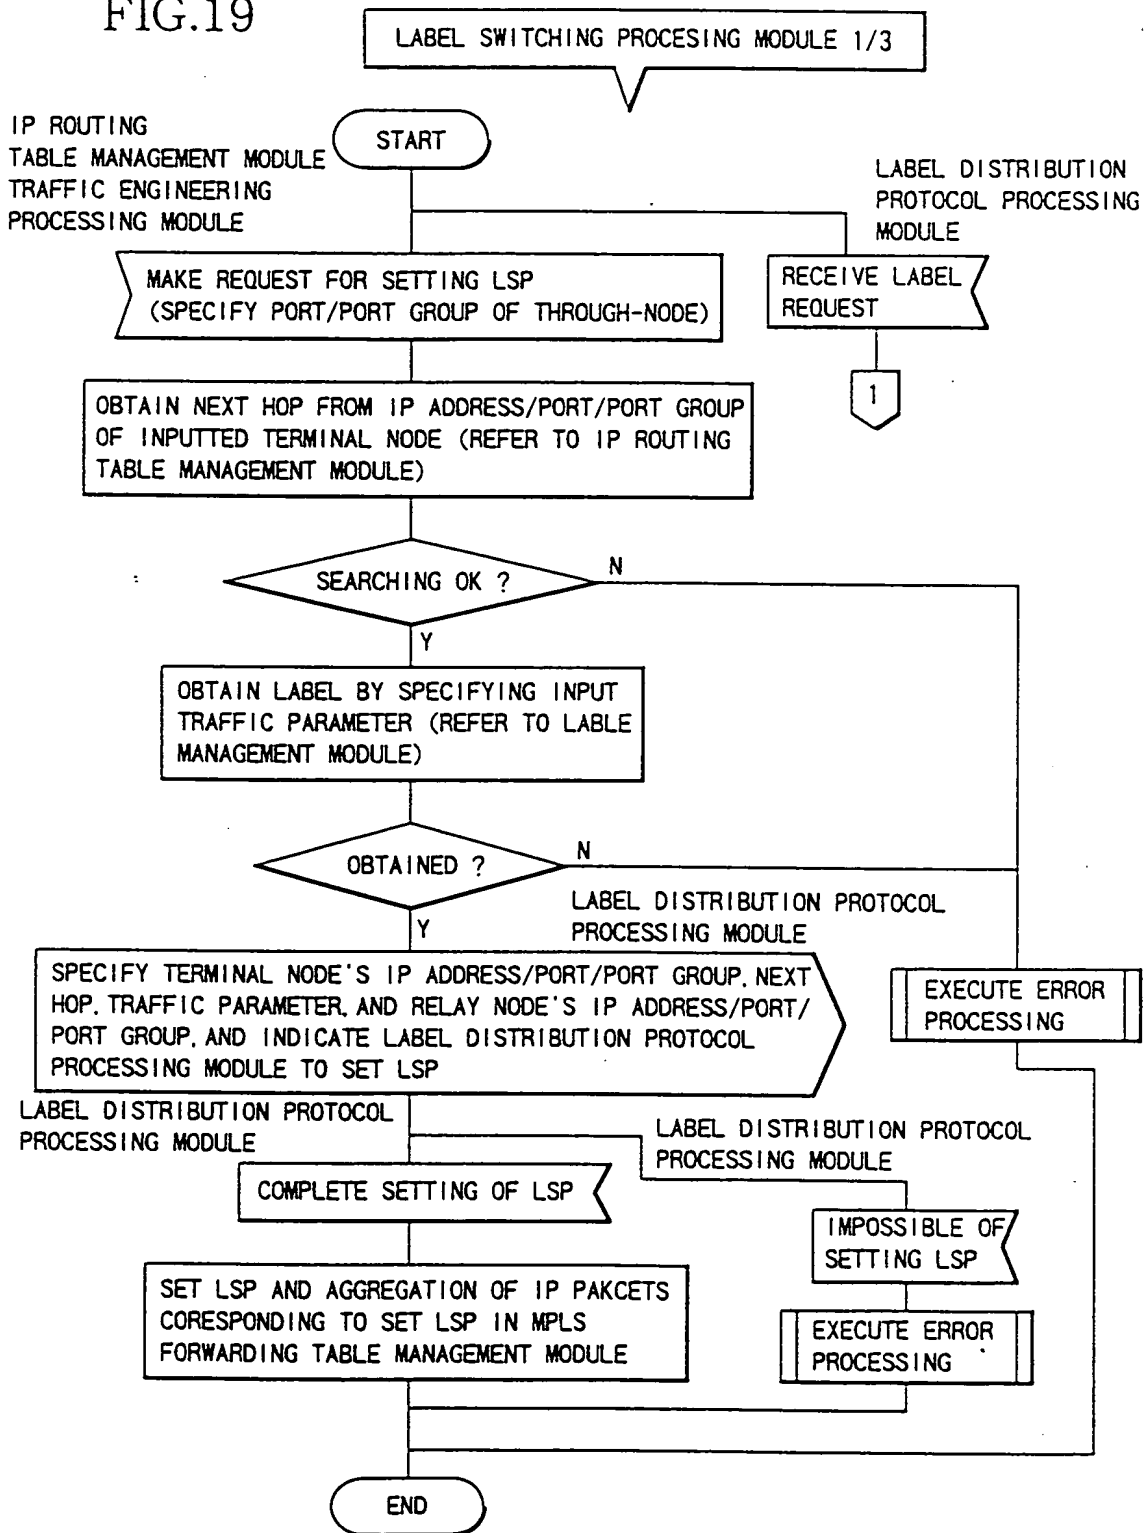 FIG.19
LABEL SWITCHING PROCESING MODULE 1/3
IP ROUTING
TABLE MANAGEMENT MODULE
TRAFFIC ENGINEERING
PROCESSING MODULE
START
LABEL DISTRIBUTION
PROTOCOL PROCESSING
MODULE
MAKE REQUEST FOR SETTING LSP
(SPECIFY PORT/PORT GROUP OF THROUGH-NODE)
RECEIVE LABEL
REQUEST
1
OBTAIN NEXT HOP FROM IP ADDRESS/PORT/PORT GROUP
OF INPUTTED TERMINAL NODE (REFER TO IP ROUTING
TABLE MANAGEMENT MODULE)
SEARCHING OK ?
N
Y
OBTAIN LABEL BY SPECIFYING INPUT
TRAFFIC PARAMETER (REFER TO LABLE
MANAGEMENT MODULE)
OBTAINED ?
N
Y
LABEL DISTRIBUTION PROTOCOL
PROCESSING MODULE
SPECIFY TERMINAL NODE'S IP ADDRESS/PORT/PORT GROUP, NEXT
HOP, TRAFFIC PARAMETER, AND RELAY NODE'S IP ADDRESS/PORT/
PORT GROUP, AND INDICATE LABEL DISTRIBUTION PROTOCOL
PROCESSING MODULE TO SET LSP
EXECUTE ERROR
PROCESSING
LABEL DISTRIBUTION PROTOCOL
PROCESSING MODULE
LABEL DISTRIBUTION PROTOCOL
PROCESSING MODULE
COMPLETE SETTING OF LSP
IMPOSSIBLE OF
SETTING LSP
SET LSP AND AGGREGATION OF IP PAKCETS
CORESPONDING TO SET LSP IN MPLS
FORWARDING TABLE MANAGEMENT MODULE
EXECUTE ERROR
PROCESSING
END